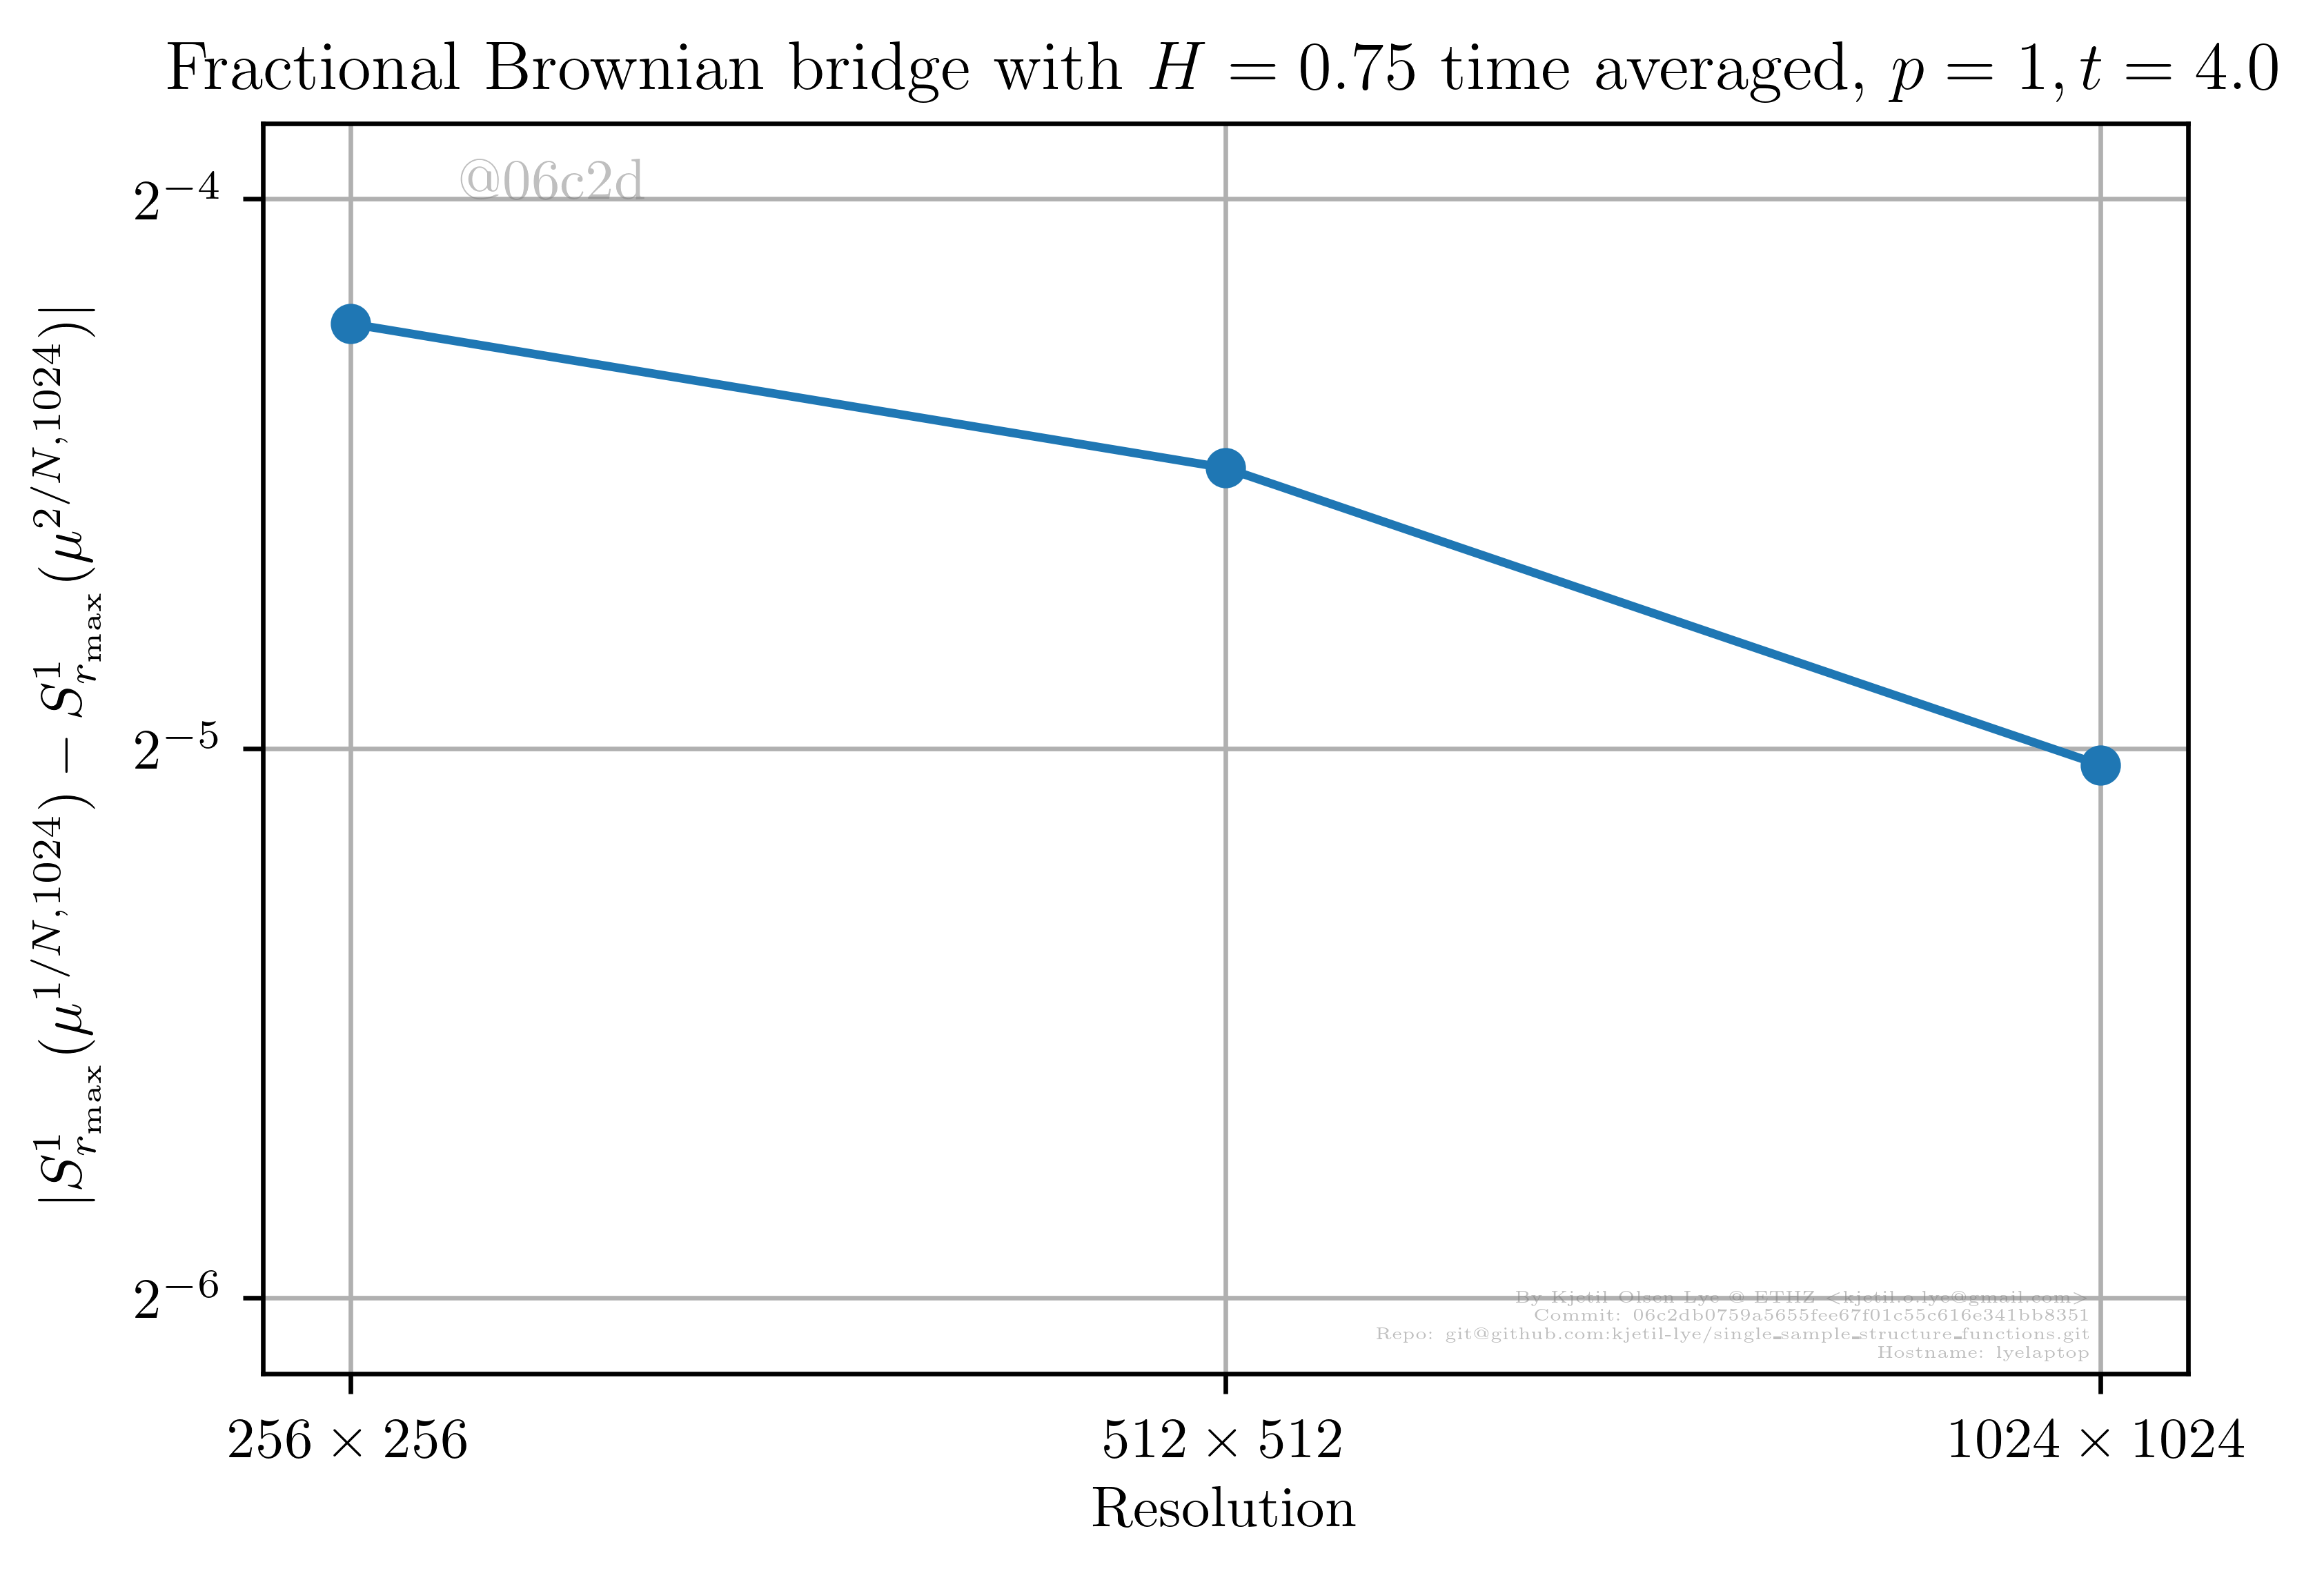 Fractional Brownian bridge with H = 0.75 time averaged, p = 1,t = 4.0
@06c2d
2⁻⁴
2⁻⁵
2⁻⁶
|S¹_{r_max}(μ^{1/N,1024}) − S¹_{r_max}(μ^{2/N,1024})|
By Kjetil Olsen Lye @ ETHZ <kjetil.o.lye@gmail.com>
Commit: 06c2db0759a5655fee67f01c55c616e341bb8351
Repo: git@github.com:kjetil-lye/single_sample_structure_functions.git
Hostname: lyelaptop
256 × 256
512 × 512
1024 × 1024
Resolution